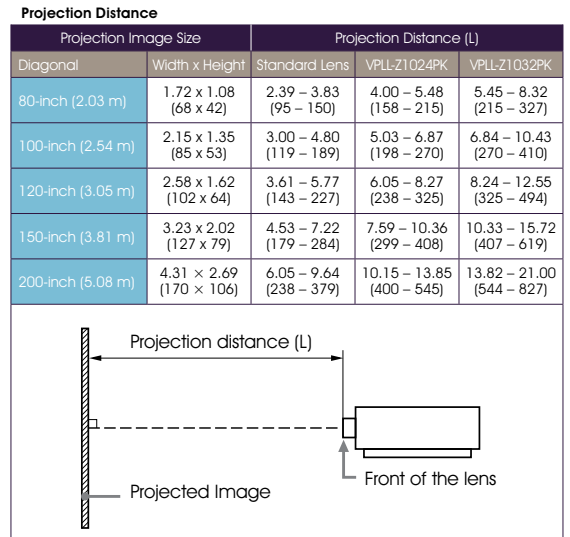 Projection Distance
Projection Image Size Projection Distance (L)
Diagonal Width x Height Standard Lens VPLL-Z1024PK VPLL-Z1032PK
80-inch (2.03 m) 1.72 x 1.08 2.39 – 3.83 4.00 – 5.48 5.45 – 8.32
(68 x 42) (95 – 150) (158 – 215) (215 – 327)
100-inch (2.54 m) 2.15 x 1.35 3.00 – 4.80 5.03 – 6.87 6.84 – 10.43
(85 x 53) (119 – 189) (198 – 270) (270 – 410)
120-inch (3.05 m) 2.58 x 1.62 3.61 – 5.77 6.05 – 8.27 8.24 – 12.55
(102 x 64) (143 – 227) (238 – 325) (325 – 494)
150-inch (3.81 m) 3.23 x 2.02 4.53 – 7.22 7.59 – 10.36 10.33 – 15.72
(127 x 79) (179 – 284) (299 – 408) (407 – 619)
200-inch (5.08 m) 4.31 × 2.69 6.05 – 9.64 10.15 – 13.85 13.82 – 21.00
(170 × 106) (238 – 379) (400 – 545) (544 – 827)
Projection distance (L)
Front of the lens
Projected Image